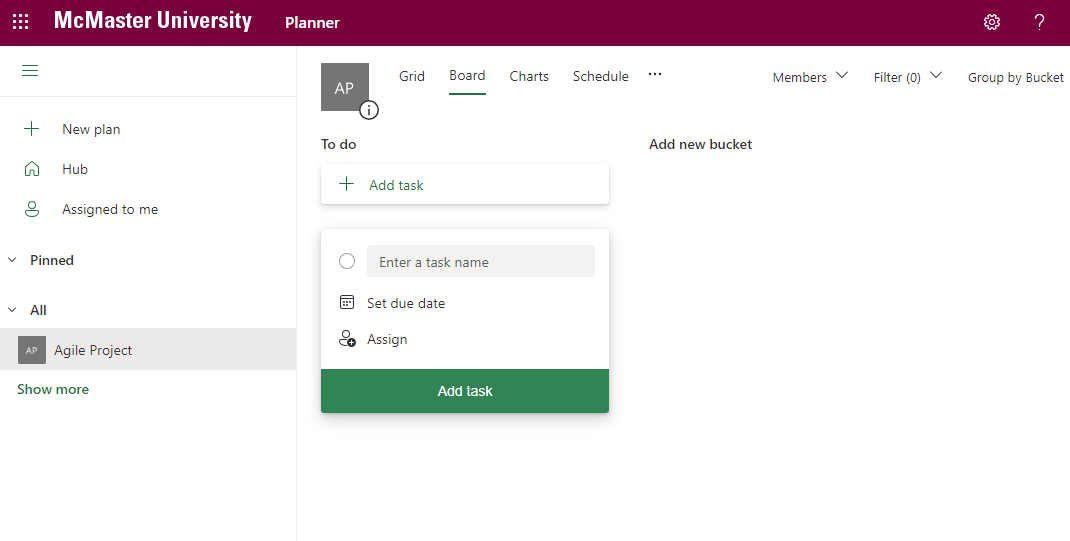 McMaster University
Planner
?
New plan
Hub
Assigned to me
Pinned
All
AP
Agile Project
Show more
AP
Grid
Board
Charts
Schedule
...
Members
Filter (0)
Group by Bucket
To do
Add task
Enter a task name
Set due date
Assign
Add task
Add new bucket